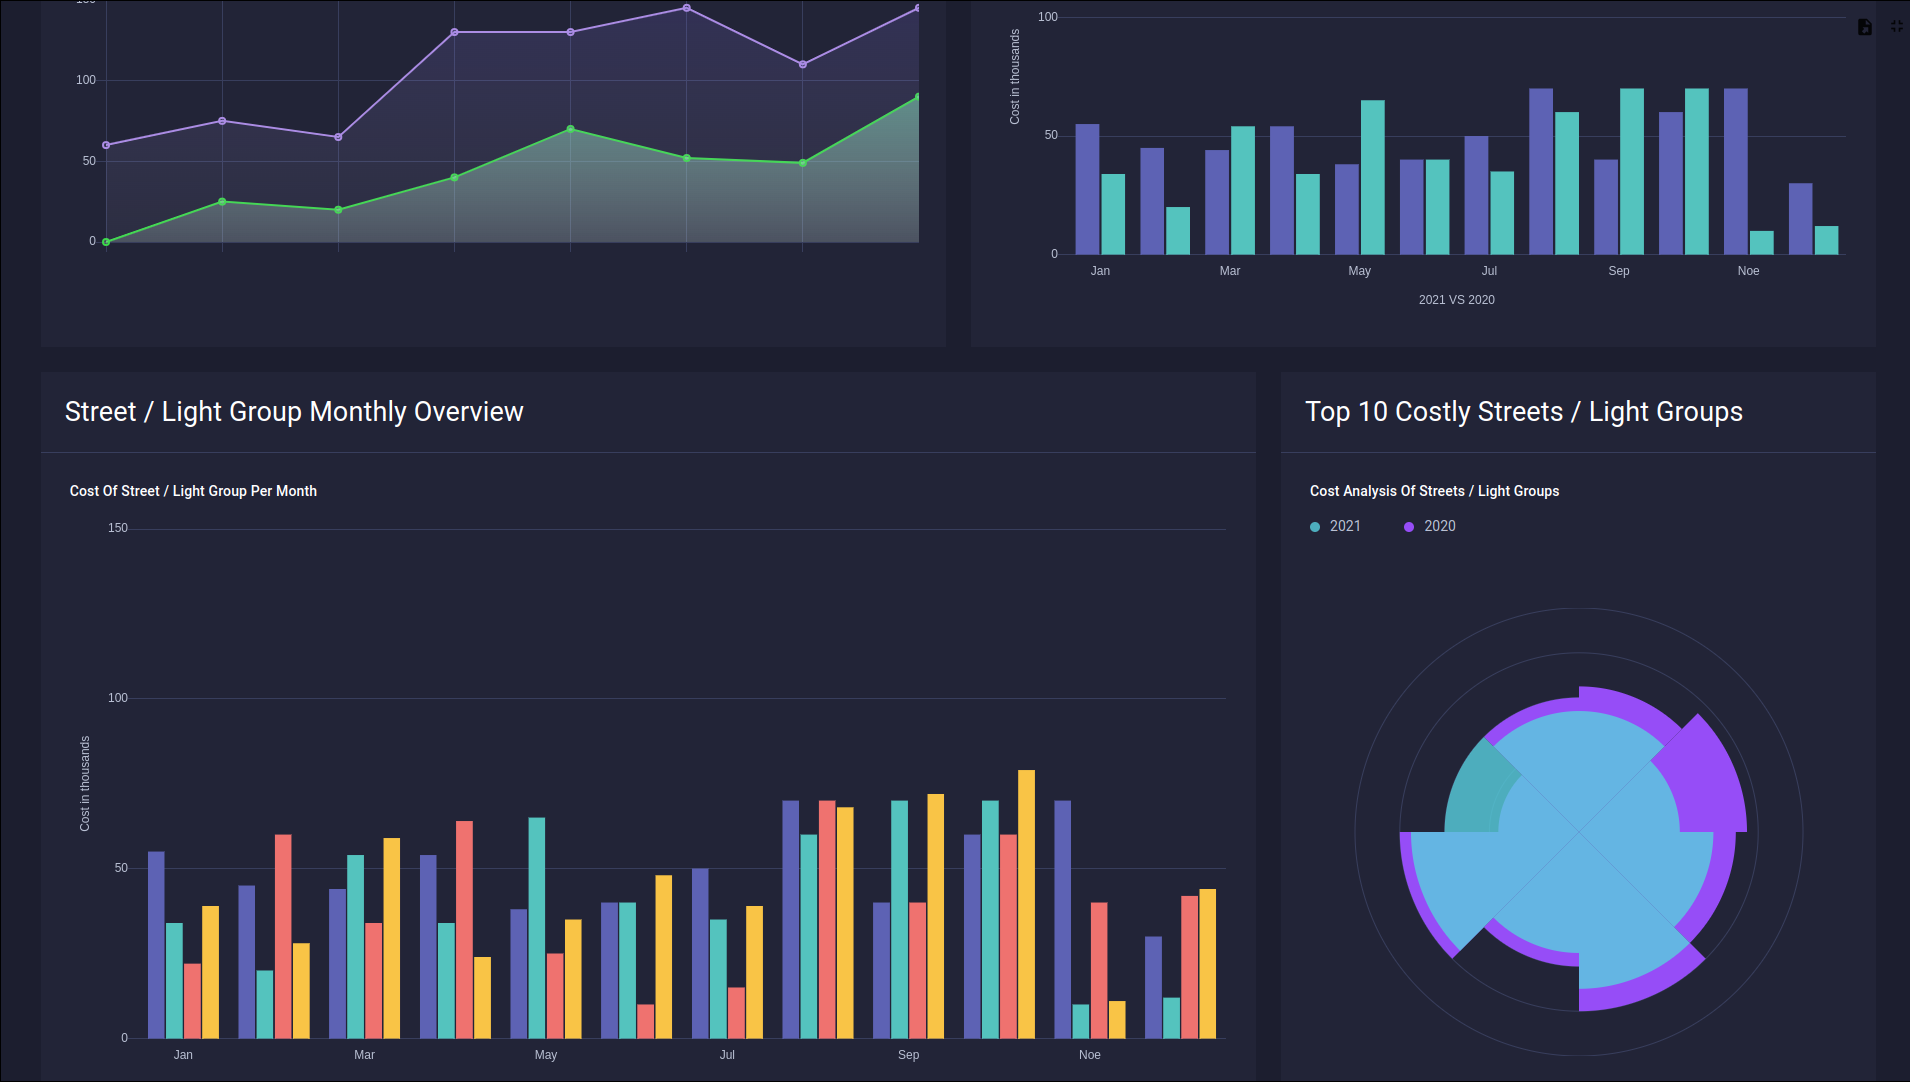 100
50
0
100
50
0
Cost in thousands
Jan Mar May Jul Sep Noe
2021 VS 2020
Street / Light Group Monthly Overview
Cost Of Street / Light Group Per Month
150
100
50
0
Cost in thousands
Jan Mar May Jul Sep Noe
Top 10 Costly Streets / Light Groups
Cost Analysis Of Streets / Light Groups
2021 2020